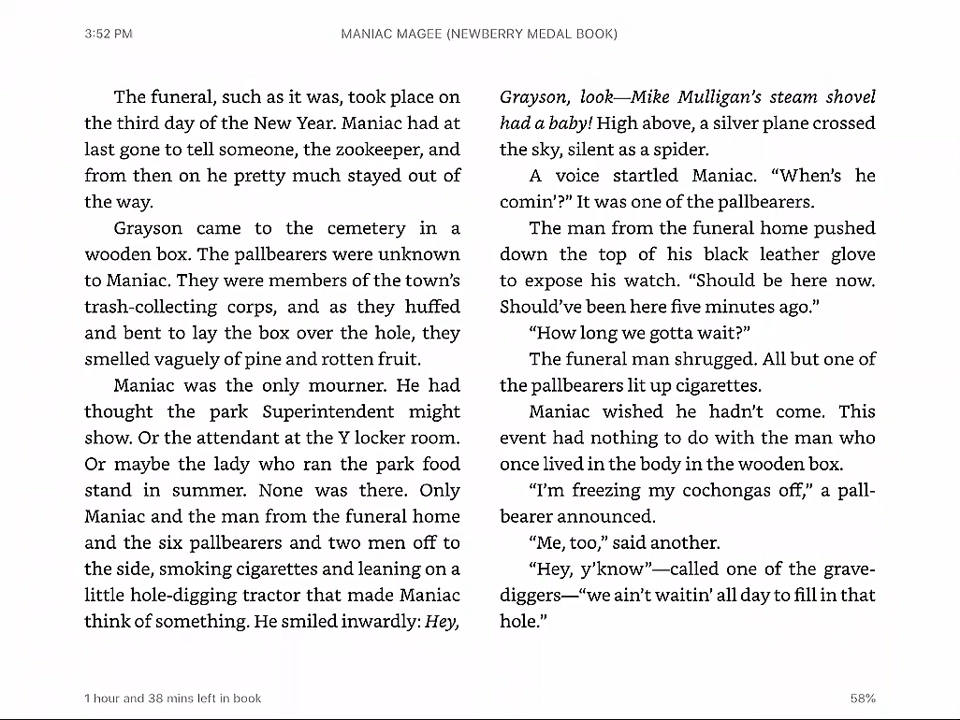 3:52 PM
MANIAC MAGEE (NEWBERRY MEDAL BOOK)
The funeral, such as it was, took place on
the third day of the New Year. Maniac had at
last gone to tell someone, the zookeeper, and
from then on he pretty much stayed out of
the way.
Grayson came to the cemetery in a
wooden box. The pallbearers were unknown
to Maniac. They were members of the town’s
trash-collecting corps, and as they huffed
and bent to lay the box over the hole, they
smelled vaguely of pine and rotten fruit.
Maniac was the only mourner. He had
thought the park Superintendent might
show. Or the attendant at the Y locker room.
Or maybe the lady who ran the park food
stand in summer. None was there. Only
Maniac and the man from the funeral home
and the six pallbearers and two men off to
the side, smoking cigarettes and leaning on a
little hole-digging tractor that made Maniac
think of something. He smiled inwardly: Hey,
Grayson, look—Mike Mulligan’s steam shovel
had a baby! High above, a silver plane crossed
the sky, silent as a spider.
A voice startled Maniac. “When’s he
comin’?” It was one of the pallbearers.
The man from the funeral home pushed
down the top of his black leather glove
to expose his watch. “Should be here now.
Should’ve been here five minutes ago.”
“How long we gotta wait?”
The funeral man shrugged. All but one of
the pallbearers lit up cigarettes.
Maniac wished he hadn’t come. This
event had nothing to do with the man who
once lived in the body in the wooden box.
“I’m freezing my cochongas off,” a pall-
bearer announced.
“Me, too,” said another.
“Hey, y’know”—called one of the grave-
diggers—“we ain’t waitin’ all day to fill in that
hole.”
1 hour and 38 mins left in book
58%